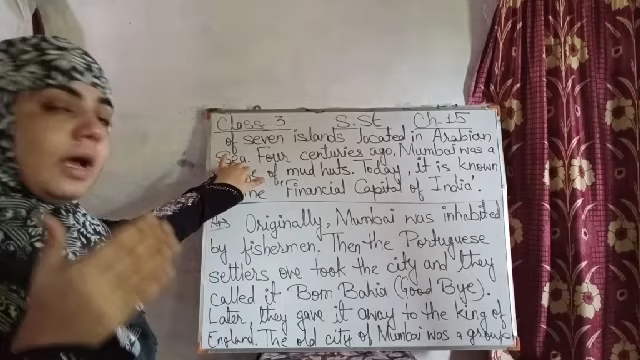 Class 3 S.St Ch-15
of seven islands located in Arabian
Sea. Four centuries ago, Mumbai was a
of mud huts. Today, it is known
'Financial Capital of India'.
Originally, Mumbai was inhabited
by fishermen. Then the Portuguese
settlers ove took the city and they
called it Bom Bahia (Good Bye).
Later, they gave it away to the king of
England. The old city of Mumbai was a group